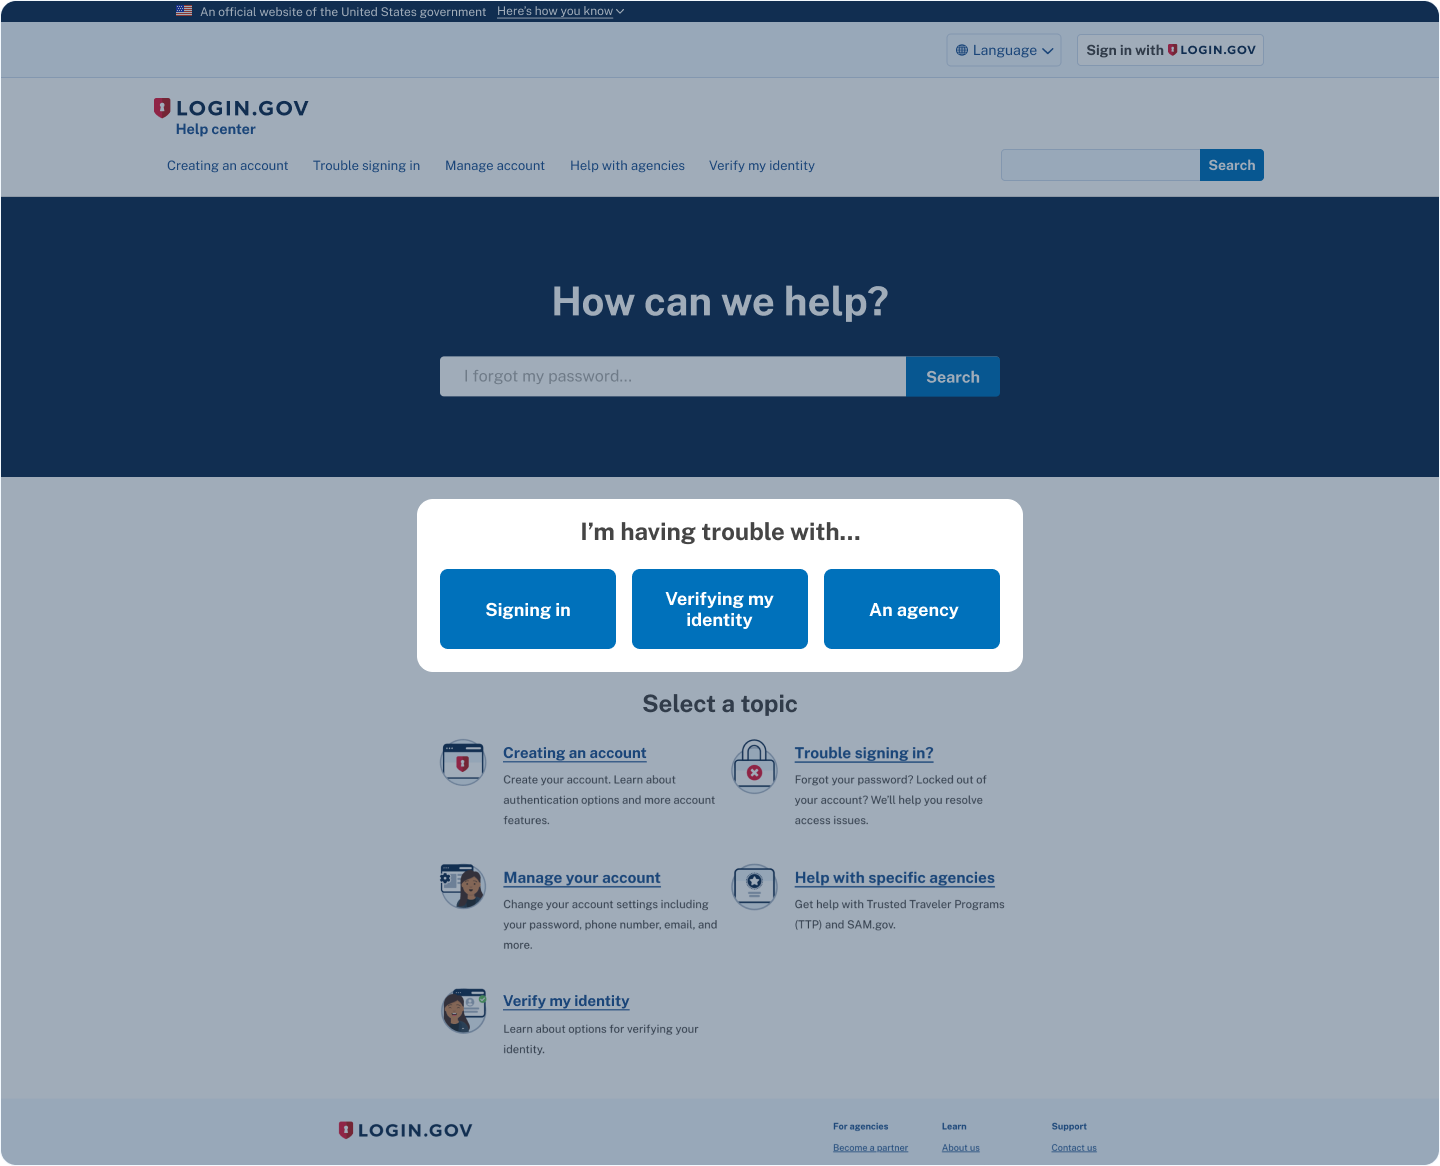 An official website of the United States government Here's how you know
Language Sign in with LOGIN.GOV
LOGIN.GOV
Help center
Creating an account Trouble signing in Manage account Help with agencies Verify my identity Search
How can we help?
I forgot my password... Search
I’m having trouble with...
Signing in
Verifying my
identity
An agency
Select a topic
Creating an account
Create your account. Learn about
authentication options and more account
features.
Trouble signing in?
Forgot your password? Locked out of
your account? We'll help you resolve
access issues.
Manage your account
Change your account settings including
your password, phone number, email, and
more.
Help with specific agencies
Get help with Trusted Traveler Programs
(TTP) and SAM.gov.
Verify my identity
Learn about options for verifying your
identity.
LOGIN.GOV
For agencies
Become a partner
Learn
About us
Support
Contact us